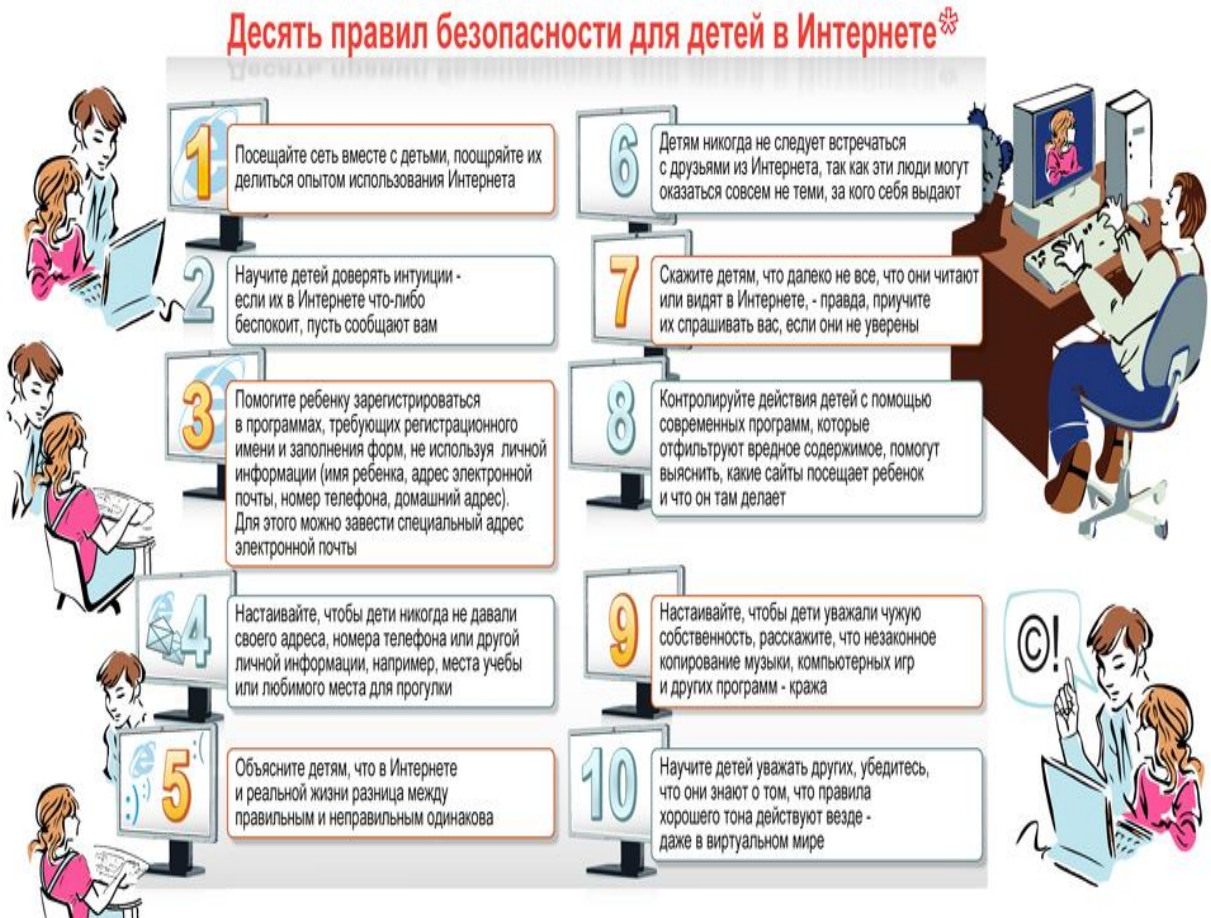 Десять правил безопасности для детей в Интернете*
1
Посещайте сеть вместе с детьми, поощряйте их
делиться опытом использования Интернета
2
Научите детей доверять интуиции -
если их в Интернете что-либо
беспокоит, пусть сообщают вам
3
Помогите ребенку зарегистрироваться
в программах, требующих регистрационного
имени и заполнения форм, не используя личной
информации (имя ребенка, адрес электронной
почты, номер телефона, домашний адрес).
Для этого можно завести специальный адрес
электронной почты
4
Настаивайте, чтобы дети никогда не давали
своего адреса, номера телефона или другой
личной информации, например, места учебы
или любимого места для прогулки
5
:)
:(
Объясните детям, что в Интернете
и реальной жизни разница между
правильным и неправильным одинакова
6
Детям никогда не следует встречаться
с друзьями из Интернета, так как эти люди могут
оказаться совсем не теми, за кого себя выдают
7
Скажите детям, что далеко не все, что они читают
или видят в Интернете, - правда, приучите
их спрашивать вас, если они не уверены
8
Контролируйте действия детей с помощью
современных программ, которые
отфильтруют вредное содержимое, помогут
выяснить, какие сайты посещает ребенок
и что он там делает
9
Настаивайте, чтобы дети уважали чужую
собственность, расскажите, что незаконное
копирование музыки, компьютерных игр
и других программ - кража
10
Научите детей уважать других, убедитесь,
что они знают о том, что правила
хорошего тона действуют везде -
даже в виртуальном мире
©!